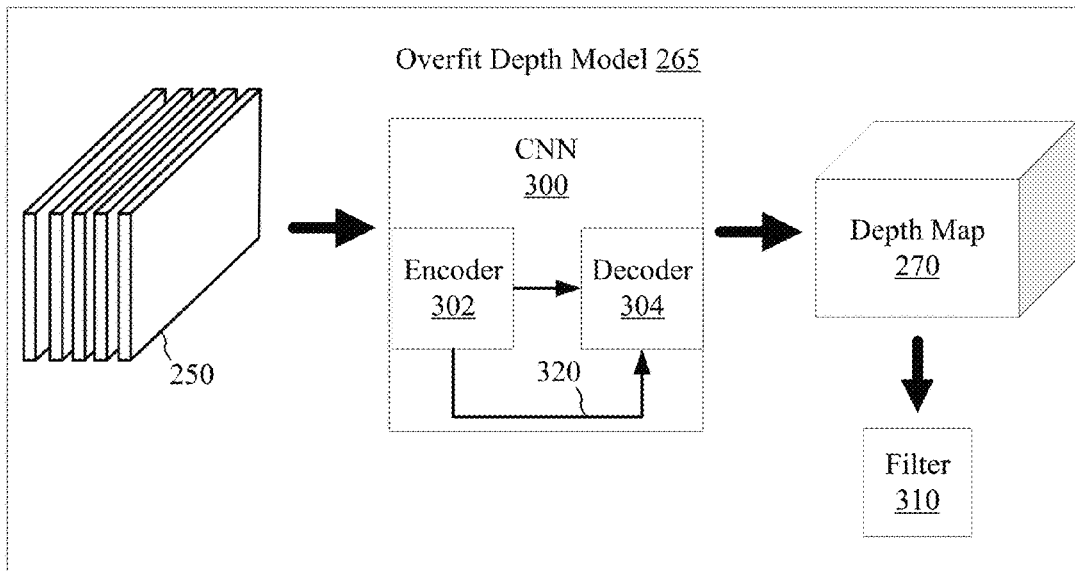 Overfit Depth Model 265
250
CNN
300
Encoder
302
Decoder
304
320
Depth Map
270
Filter
310